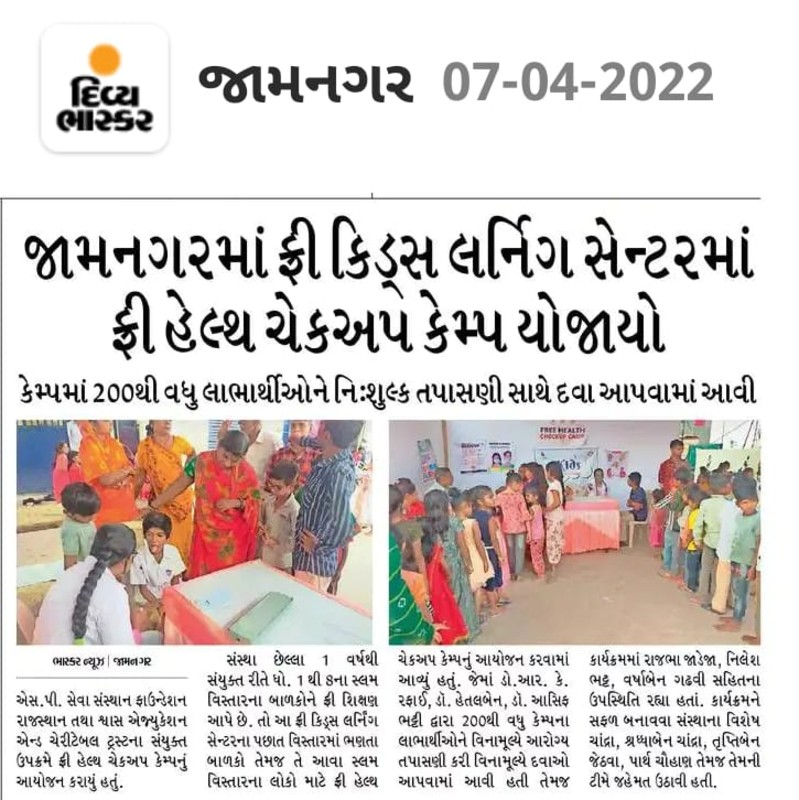 દિવ્ય
ભાસ્કર
જામનગર 07-04-2022
જામનગરમાં ફ્રી કિડ્સ લર્નિગ સેન્ટરમાં
ફ્રી હેલ્થ ચેકઅપ કેમ્પ યોજાયો
કેમ્પમાં 200થી વધુ લાભાર્થીઓને નિઃશુલ્ક તપાસણી સાથે દવા આપવામાં આવી
FREE HEALTH
CHECKUP CAMP
ભાસ્કર ન્યૂઝ | જામનગર
એસ.પી. સેવા સંસ્થાન ફાઉન્ડેશન
રાજસ્થાન તથા શ્વાસ એજ્યુકેશન
એન્ડ ચેરીટેબલ ટ્રસ્ટના સંયુક્ત
ઉપક્રમે ફ્રી હેલ્થ ચેકઅપ કેમ્પનું
આયોજન કરાયું હતું.
સંસ્થા છેલ્લા 1 વર્ષથી
સંયુક્ત રીતે ધો. 1 થી 8ના સ્લમ
વિસ્તારના બાળકોને ફ્રી શિક્ષણ
આપે છે. તો આ ફ્રી કિડ્સ લર્નિંગ
સેન્ટરના પછાત વિસ્તારમાં ભણતા
બાળકો તેમજ તે આવા સ્લમ
વિસ્તારના લોકો માટે ફ્રી હેલ્થ
ચેકઅપ કેમ્પનું આયોજન કરવામાં
આવ્યું હતું. જેમાં ડો.આર. કે.
રફાઈ, ડૉ. હેતલબેન, ડૉ. આસિફ
ભટ્ટી દ્વારા 200થી વધુ કેમ્પના
લાભાર્થીઓને વિનામૂલ્યે આરોગ્ય
તપાસણી કરી વિનામૂલ્યે દવાઓ
આપવામાં આવી હતી તેમજ
કાર્યક્રમમાં રાજભા જાડેજા, નિલેશ
ભટ્ટ, વર્ષાબેન ગઢવી સહિતના
ઉપસ્થિતિ રહ્યા હતાં. કાર્યક્રમને
સફળ બનાવવા સંસ્થાના વિશેષ
ચાંદ્રા, શ્રધ્ધાબેન ચાંદ્રા, તૃપ્તિબેન
જેઠવા, પાર્થ ચૌહાણ તેમજ તેમની
ટીમે જહેમત ઉઠાવી હતી.